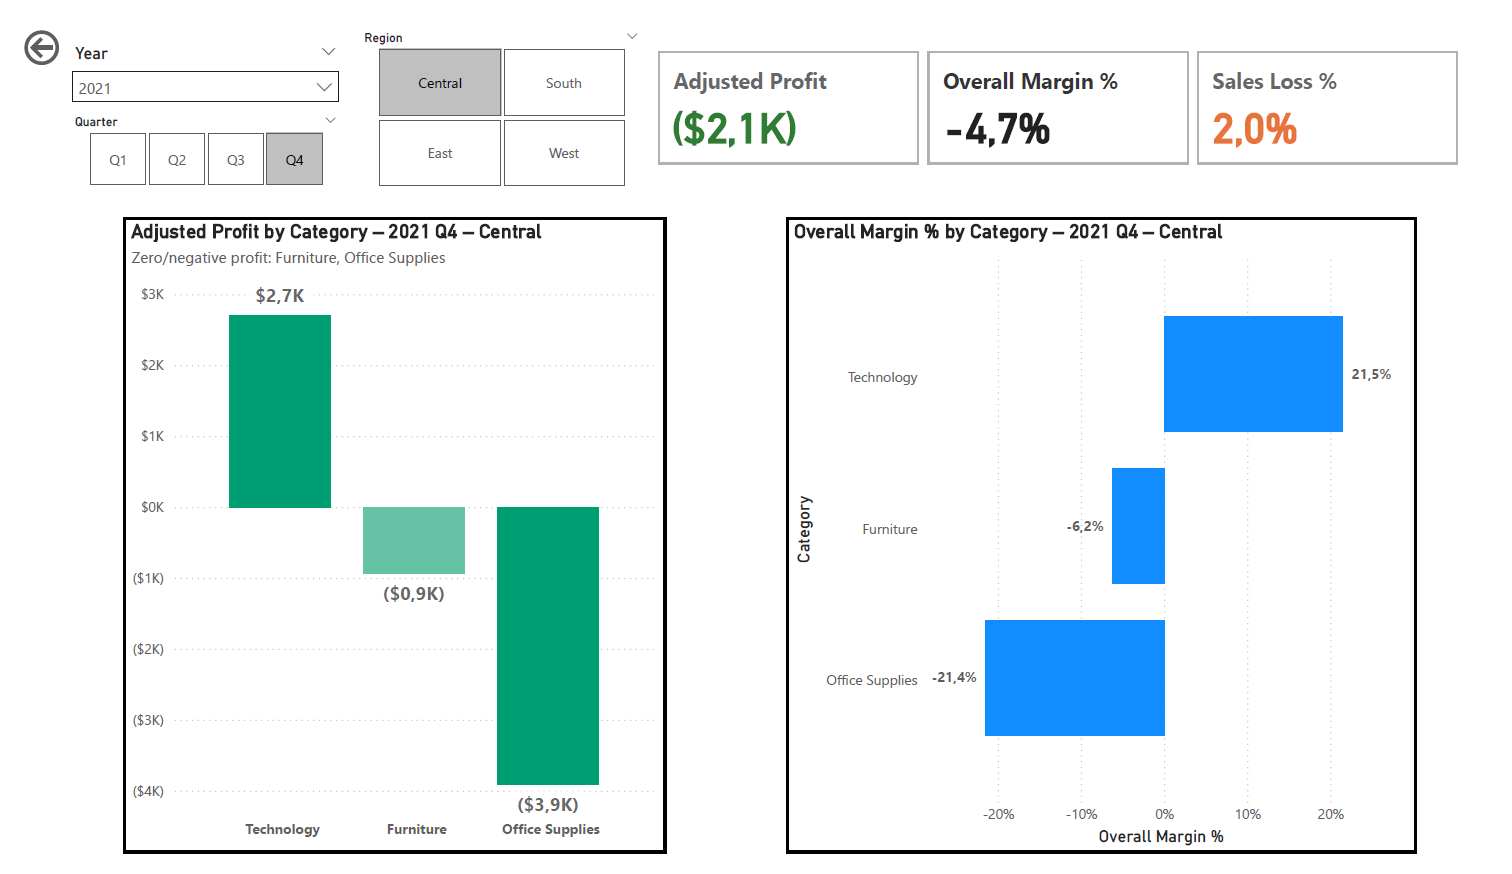 Year
2021
Quarter
Q1 Q2 Q3 Q4
Region
Central South
East West
Adjusted Profit
($2,1K)
Overall Margin %
-4,7%
Sales Loss %
2,0%
Adjusted Profit by Category – 2021 Q4 – Central
Zero/negative profit: Furniture, Office Supplies
$3K
$2K
$1K
$0K
($1K)
($2K)
($3K)
($4K)
$2,7K
($0,9K)
($3,9K)
Technology Furniture Office Supplies
Overall Margin % by Category – 2021 Q4 – Central
Category
Technology 21,5%
Furniture -6,2%
Office Supplies -21,4%
-20% -10% 0% 10% 20%
Overall Margin %